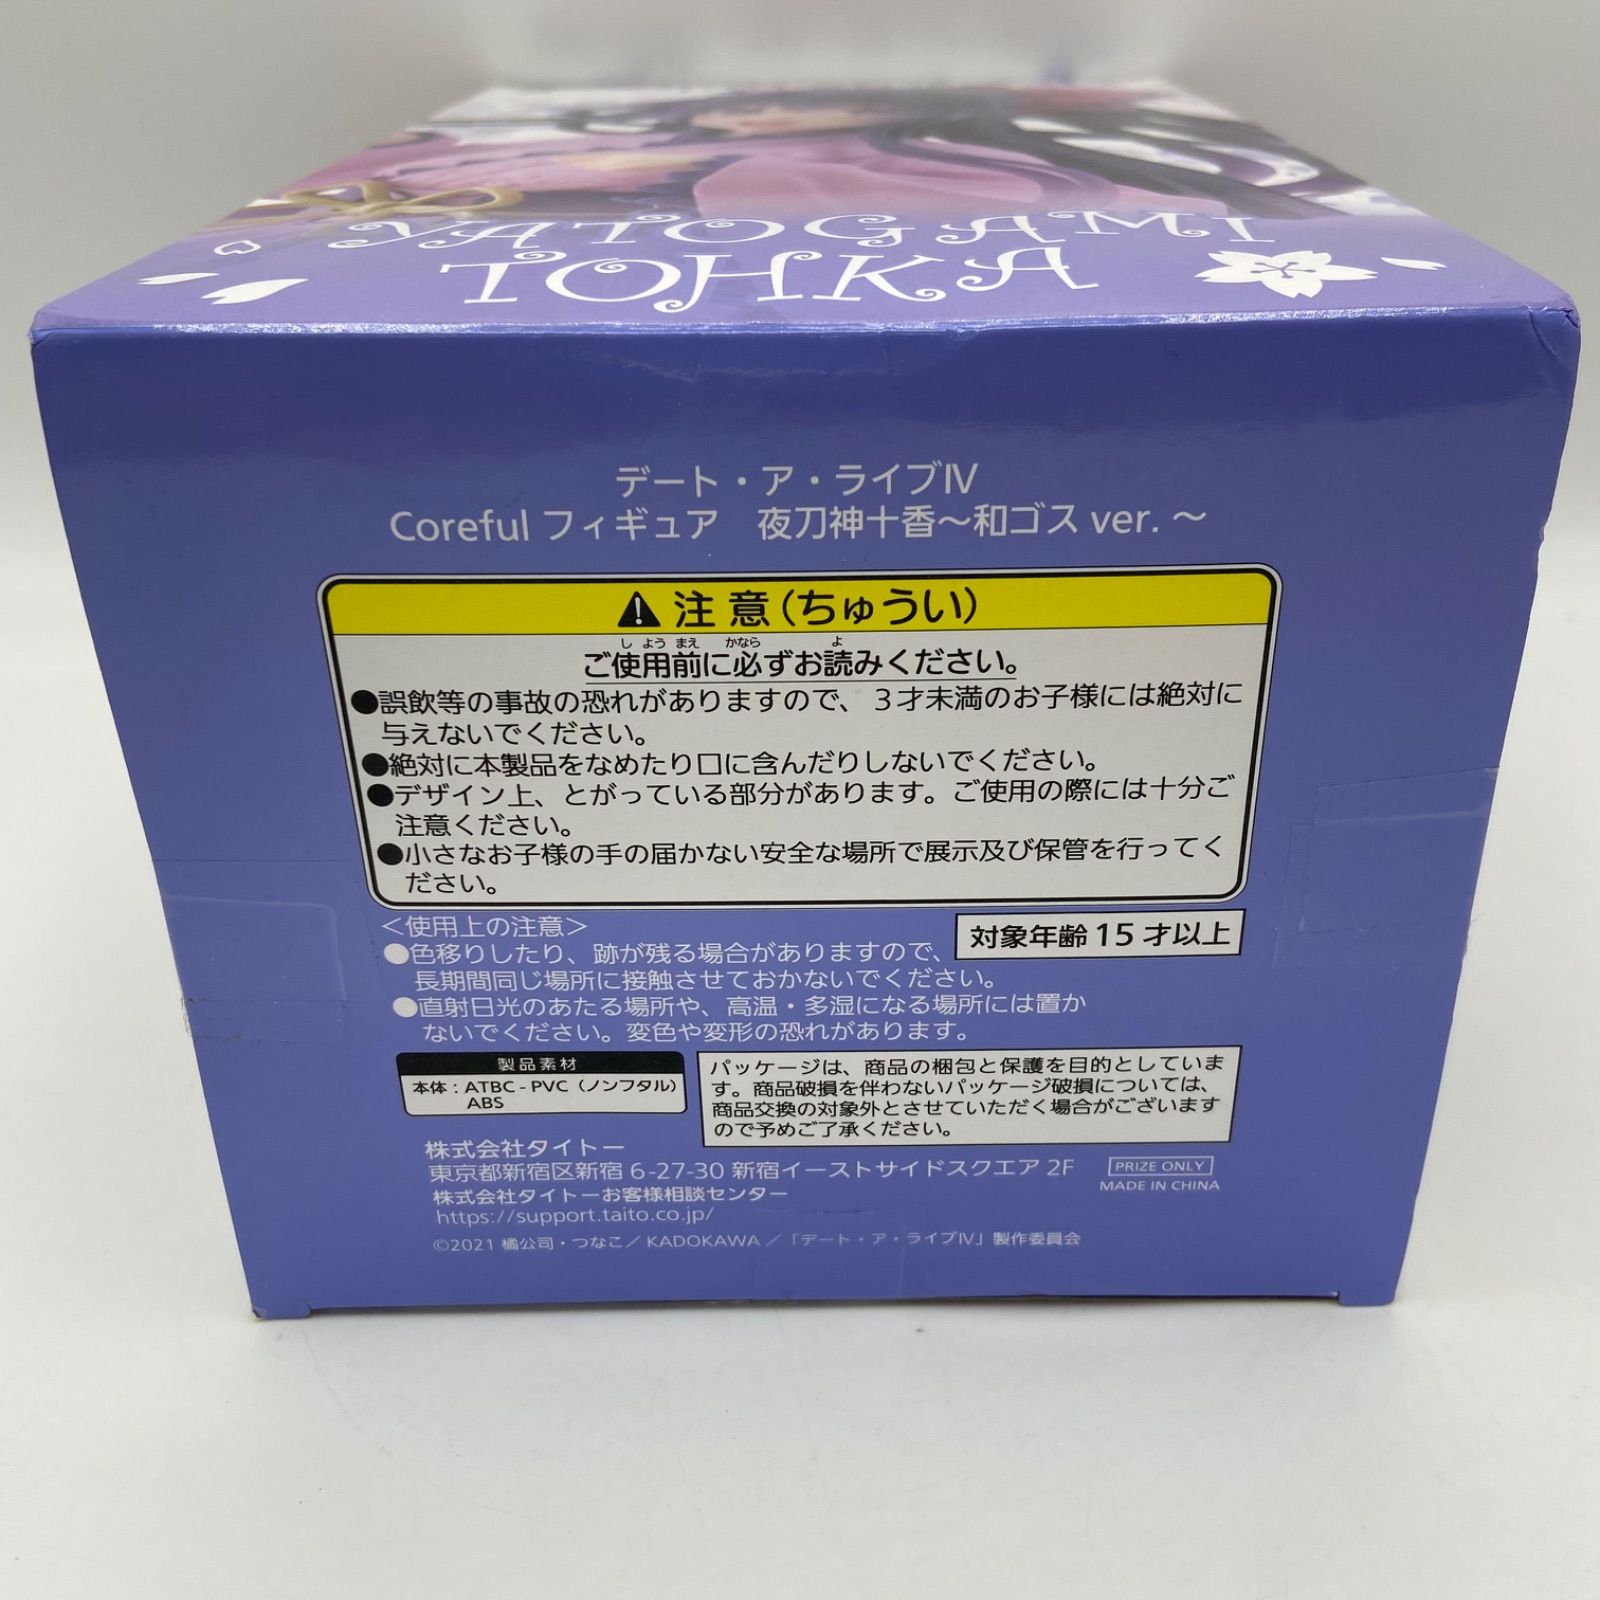 YATOGAMI
TOHKA
デート・ア・ライブⅣ
Coreful フィギュア　夜刀神十香～和ゴス ver. ～
注意（ちゅうい）
しようまえ かなら よ
ご使用前に必ずお読みください。
●誤飲等の事故の恐れがありますので、３才未満のお子様には絶対に
与えないでください。
●絶対に本製品をなめたり口に含んだりしないでください。
●デザイン上、とがっている部分があります。ご使用の際には十分ご
注意ください。
●小さなお子様の手の届かない安全な場所で展示及び保管を行ってく
ださい。
＜使用上の注意＞
対象年齢 15 才以上
●色移りしたり、跡が残る場合がありますので、
長期間同じ場所に接触させておかないでください。
●直射日光のあたる場所や、高温・多湿になる場所には置か
ないでください。変色や変形の恐れがあります。
製品素材
本体：ATBC - PVC（ノンフタル）
ABS
パッケージは、商品の梱包と保護を目的としていま
す。商品破損を伴わないパッケージ破損については、
商品交換の対象外とさせていただく場合がございます
ので予めご了承ください。
株式会社タイトー
東京都新宿区新宿 6-27-30 新宿イーストサイドスクエア 2F
株式会社タイトーお客様相談センター
https://support.taito.co.jp/
PRIZE ONLY
MADE IN CHINA
©2021 橘公司・つなこ／KADOKAWA／「デート・ア・ライブⅣ」製作委員会